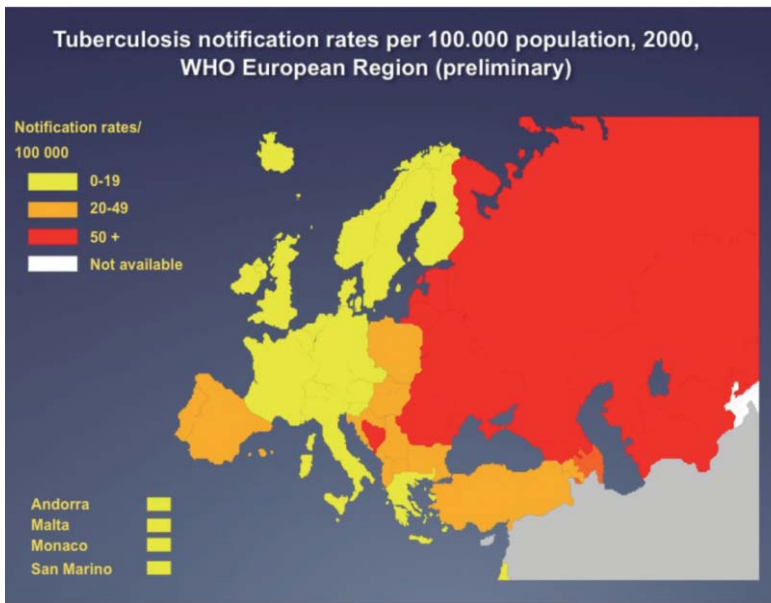 Tuberculosis notification rates per 100.000 population, 2000,
WHO European Region (preliminary)
Notification rates/
100 000
0-19
20-49
50 +
Not available
Andorra
Malta
Monaco
San Marino